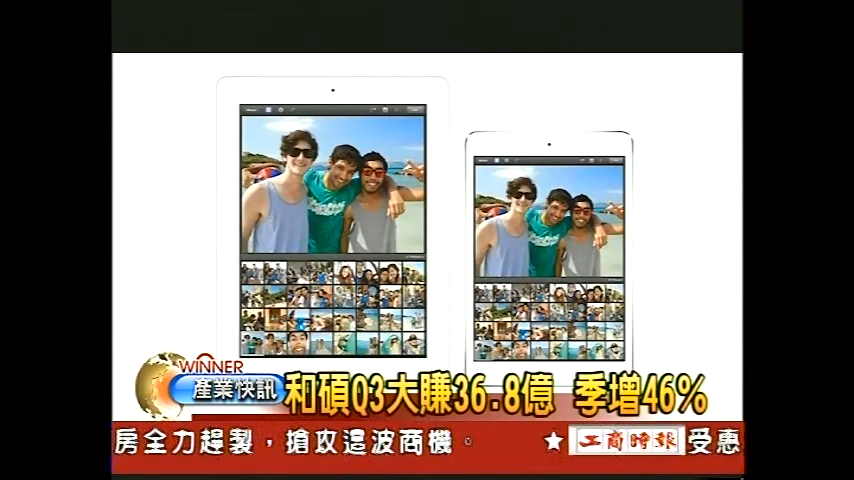 WINNER
產業快訊
和碩Q3大賺36.8億 季增46%
房全力趕製，搶攻這波商機。 ★ 工商時報 受惠